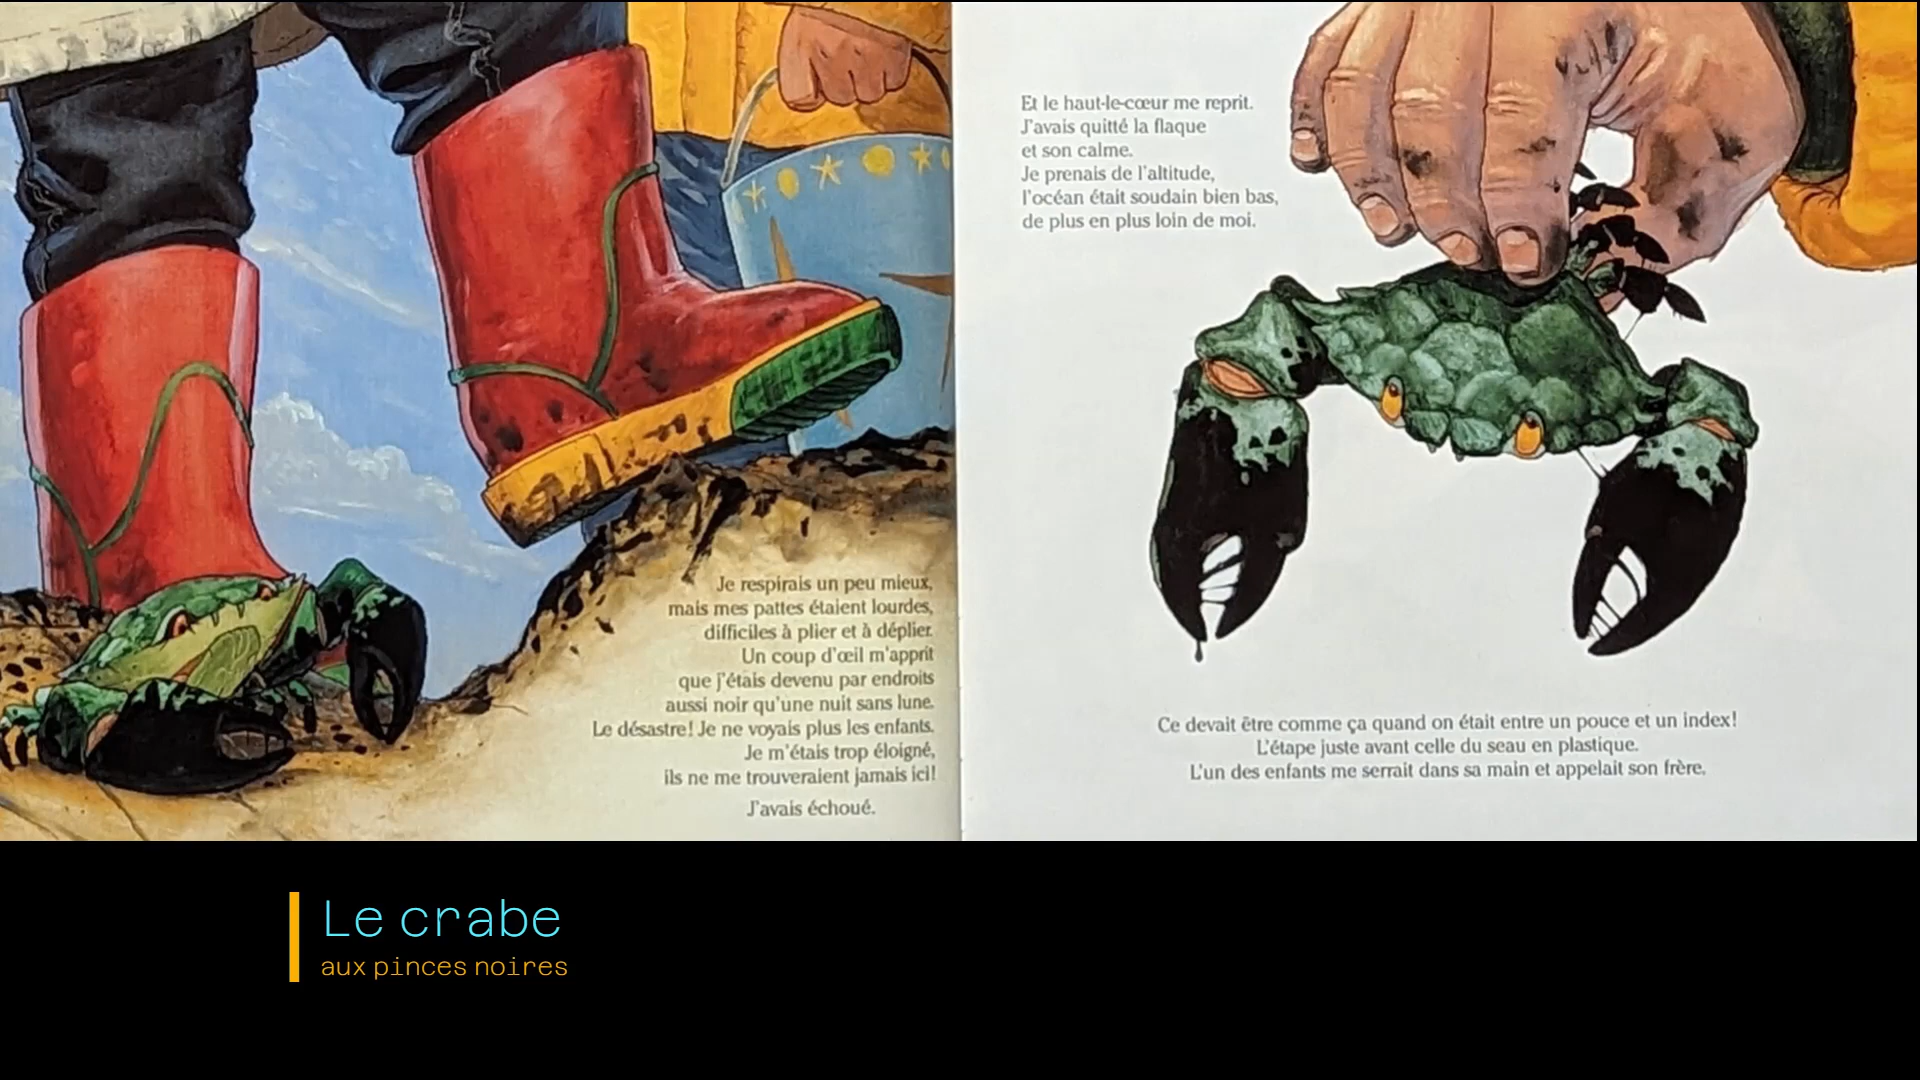 Je respirais un peu mieux,
mais mes pattes étaient lourdes,
difficiles à plier et à déplier.
Un coup d'œil m'apprit
que j'étais devenu par endroits
aussi noir qu'une nuit sans lune.
Le désastre! Je ne voyais plus les enfants.
Je m'étais trop éloigné,
ils ne me trouveraient jamais ici!
J'avais échoué.
Et le haut-le-cœur me reprit.
J'avais quitté la flaque
et son calme.
Je prenais de l'altitude,
l'océan était soudain bien bas,
de plus en plus loin de moi.
Ce devait être comme ça quand on était entre un pouce et un index!
L'étape juste avant celle du seau en plastique.
L'un des enfants me serrait dans sa main et appelait son frère.
Le crabe
aux pinces noires